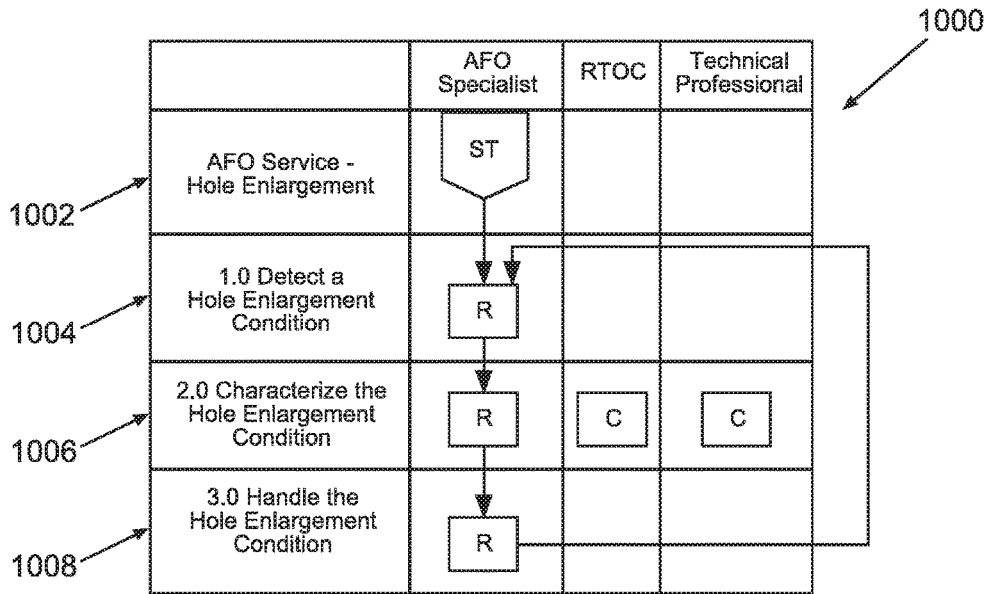 1000
AFO
Specialist
RTOC
Technical
Professional
AFO Service -
Hole Enlargement
ST
1002
1.0 Detect a
Hole Enlargement
Condition
R
1004
2.0 Characterize the
Hole Enlargement
Condition
R
C
C
1006
3.0 Handle the
Hole Enlargement
Condition
R
1008